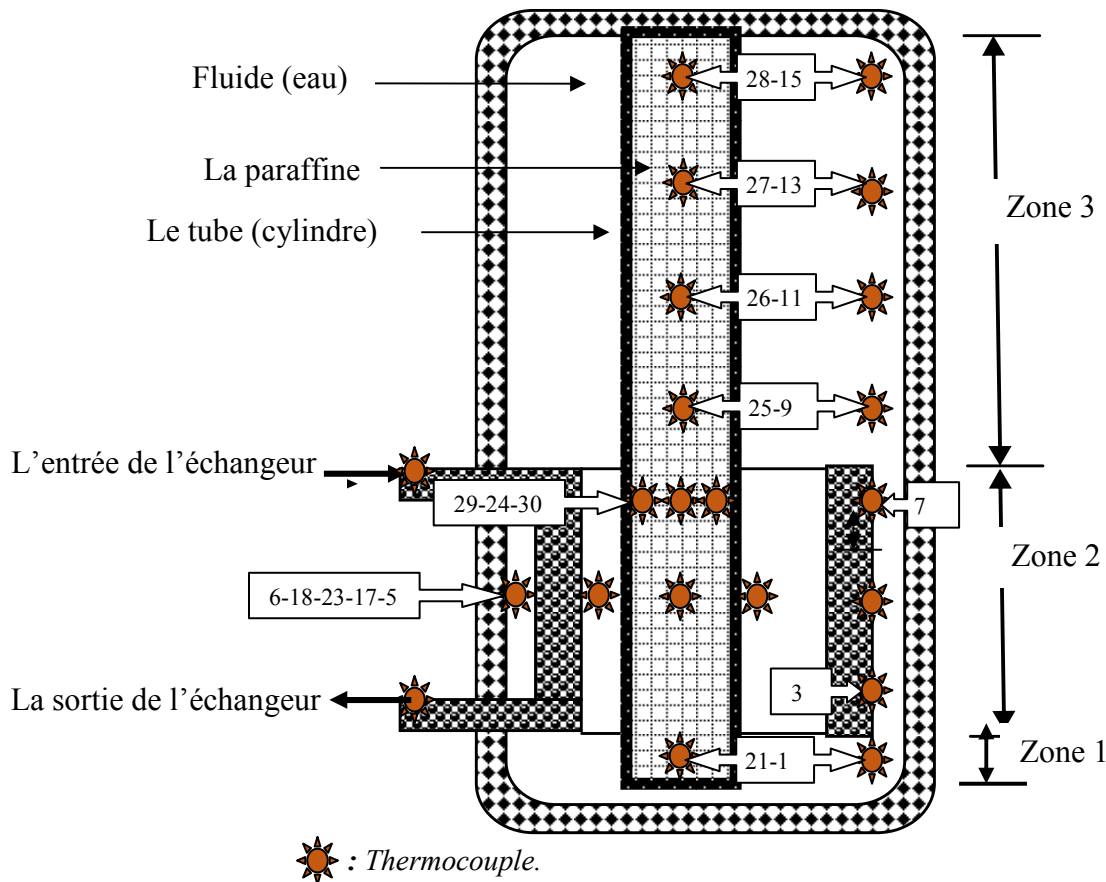 Fluide (eau)
28-15
La paraffine
27-13
Zone 3
Le tube (cylindre)
26-11
25-9
L'entrée de l'échangeur
29-24-30
7
Zone 2
6-18-23-17-5
La sortie de l'échangeur
3
21-1
Zone 1
: Thermocouple.